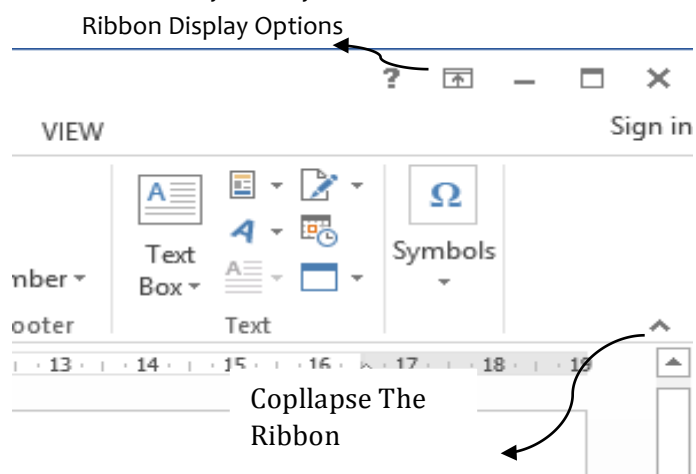 Ribbon Display Options
?
VIEW
Sign in
A
Ω
A
Text
Box
Symbols
A
mber
ooter
Text
13 14 15 16 17 18 19
Copllapse The
Ribbon